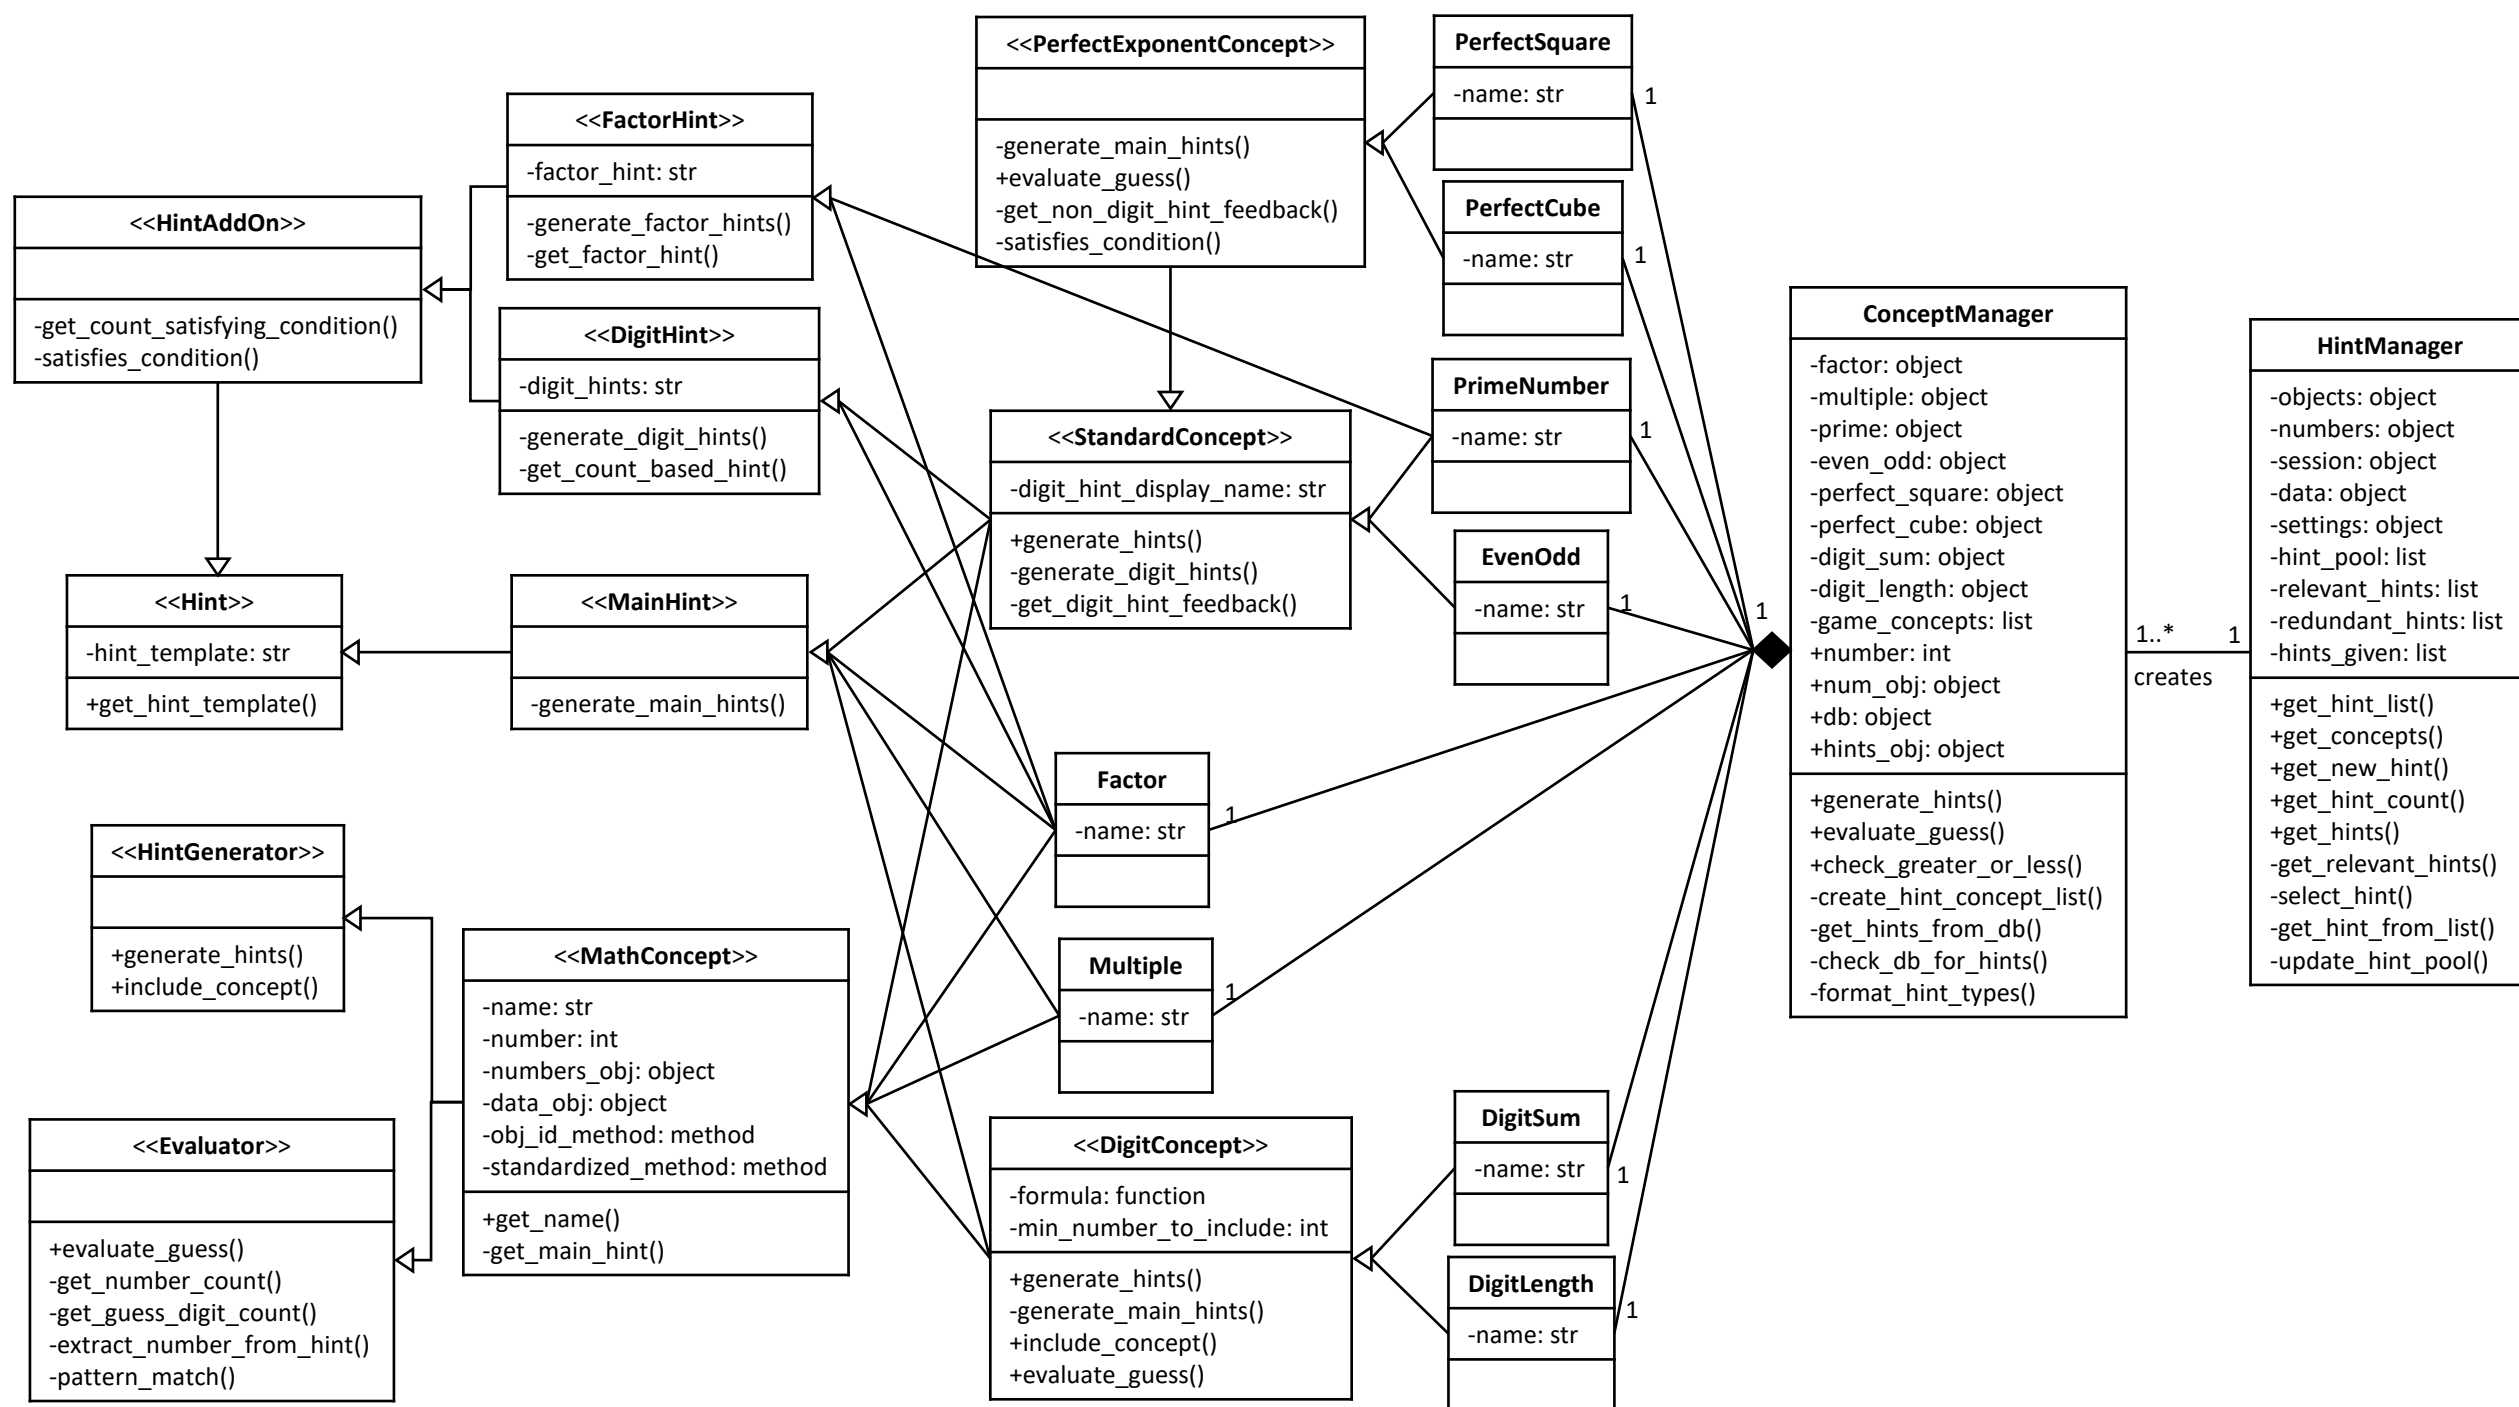 <<PerfectExponentConcept>>
-generate_main_hints()
+evaluate_guess()
-get_non_digit_hint_feedback()
-satisfies_condition()
PerfectSquare
-name: str
1
<<FactorHint>>
-factor_hint: str
-generate_factor_hints()
-get_factor_hint()
PerfectCube
-name: str
1
<<HintAddOn>>
-get_count_satisfying_condition()
-satisfies_condition()
<<DigitHint>>
-digit_hints: str
-generate_digit_hints()
-get_count_based_hint()
PrimeNumber
-name: str
1
<<StandardConcept>>
-digit_hint_display_name: str
+generate_hints()
-generate_digit_hints()
-get_digit_hint_feedback()
EvenOdd
-name: str
1
1
ConceptManager
-factor: object
-multiple: object
-prime: object
-even_odd: object
-perfect_square: object
-perfect_cube: object
-digit_sum: object
-digit_length: object
-game_concepts: list
+number: int
+num_obj: object
+db: object
+hints_obj: object
+generate_hints()
+evaluate_guess()
+check_greater_or_less()
-create_hint_concept_list()
-get_hints_from_db()
-check_db_for_hints()
-format_hint_types()
1..*
1
creates
HintManager
-objects: object
-numbers: object
-session: object
-data: object
-settings: object
-hint_pool: list
-relevant_hints: list
-redundant_hints: list
-hints_given: list
+get_hint_list()
+get_concepts()
+get_new_hint()
+get_hint_count()
+get_hints()
-get_relevant_hints()
-select_hint()
-get_hint_from_list()
-update_hint_pool()
<<Hint>>
-hint_template: str
+get_hint_template()
<<MainHint>>
-generate_main_hints()
Factor
-name: str
1
<<HintGenerator>>
+generate_hints()
+include_concept()
<<MathConcept>>
-name: str
-number: int
-numbers_obj: object
-data_obj: object
-obj_id_method: method
-standardized_method: method
+get_name()
-get_main_hint()
Multiple
-name: str
1
<<Evaluator>>
+evaluate_guess()
-get_number_count()
-get_guess_digit_count()
-extract_number_from_hint()
-pattern_match()
<<DigitConcept>>
-formula: function
-min_number_to_include: int
+generate_hints()
-generate_main_hints()
+include_concept()
+evaluate_guess()
DigitSum
-name: str
1
DigitLength
-name: str
1